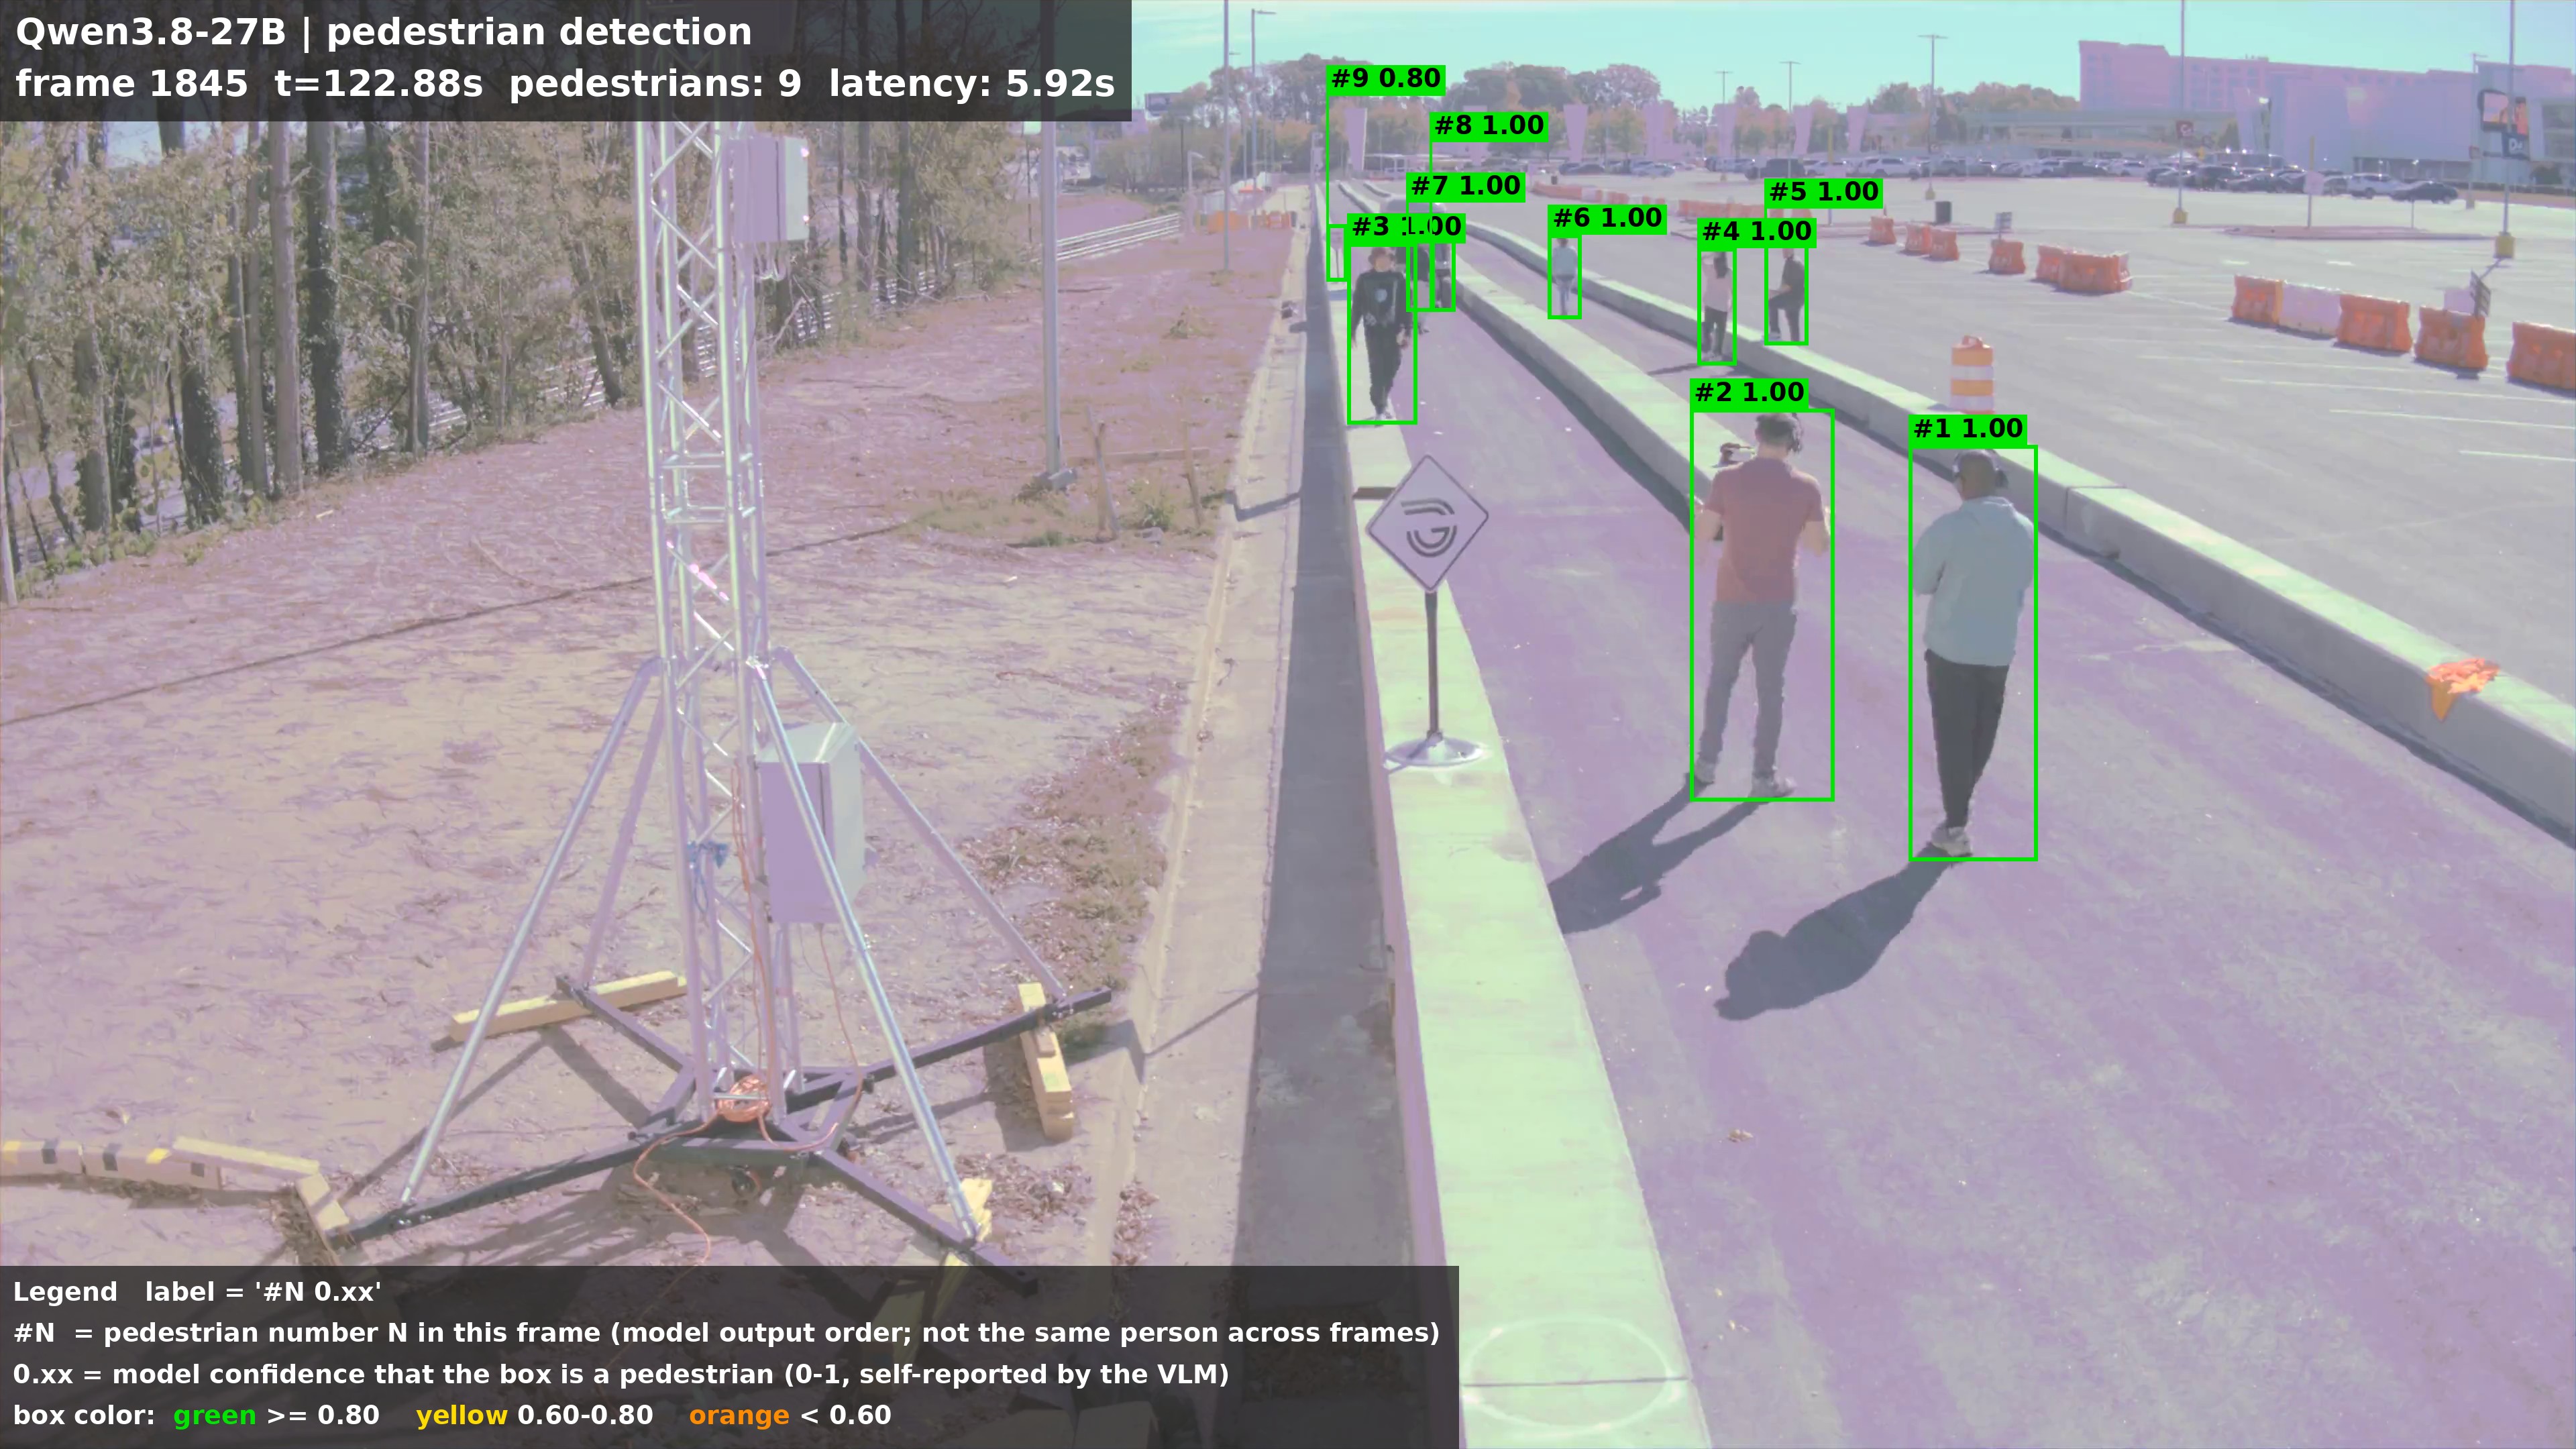 Qwen3.8-27B | pedestrian detection
frame 1845  t=122.88s  pedestrians: 9  latency: 5.92s
#9 0.80
#8 1.00
#7 1.00
#5 1.00
#6 1.00
#3 1.00
#4 1.00
#2 1.00
#1 1.00
Legend   label = '#N 0.xx'
#N  = pedestrian number N in this frame (model output order; not the same person across frames)
0.xx = model confidence that the box is a pedestrian (0-1, self-reported by the VLM)
box color:  green >= 0.80    yellow 0.60-0.80    orange < 0.60